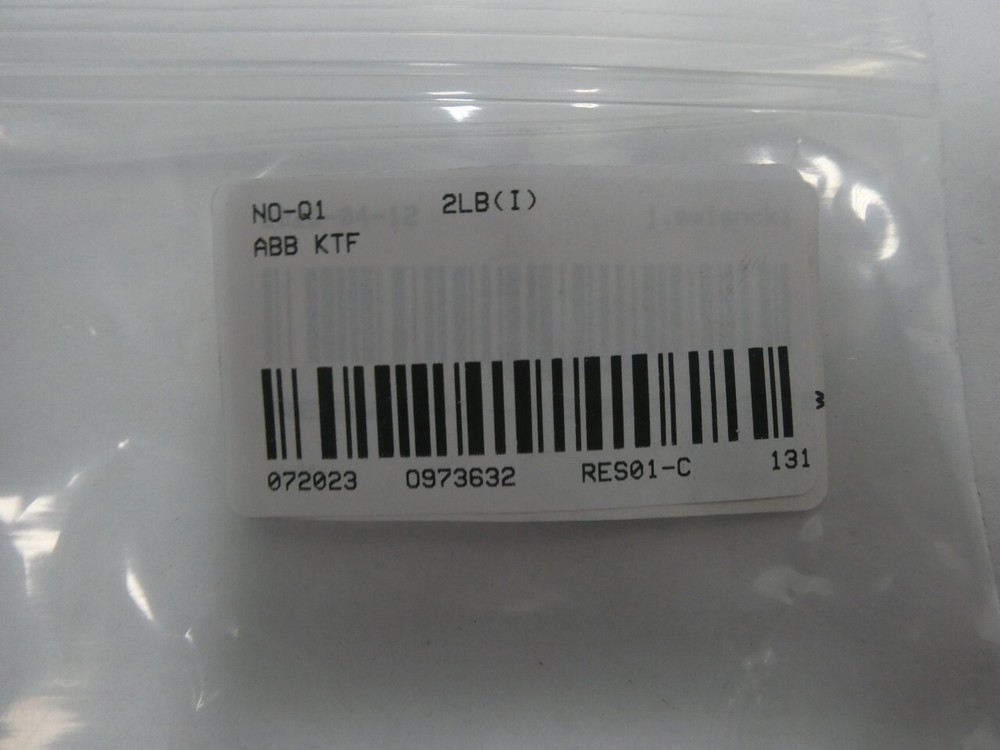 NO-Q1 2LB(I)
ABB KTF
072023 0973632 RES01-C 131